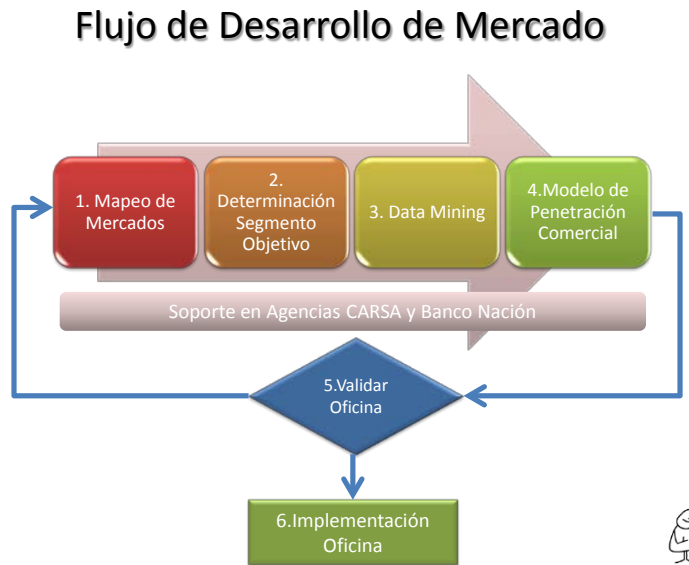 Flujo de Desarrollo de Mercado
1. Mapeo de
Mercados
2.
Determinación
Segmento
Objetivo
3. Data Mining
4.Modelo de
Penetración
Comercial
Soporte en Agencias CARSA y Banco Nación
5.Validar
Oficina
6.Implementación
Oficina